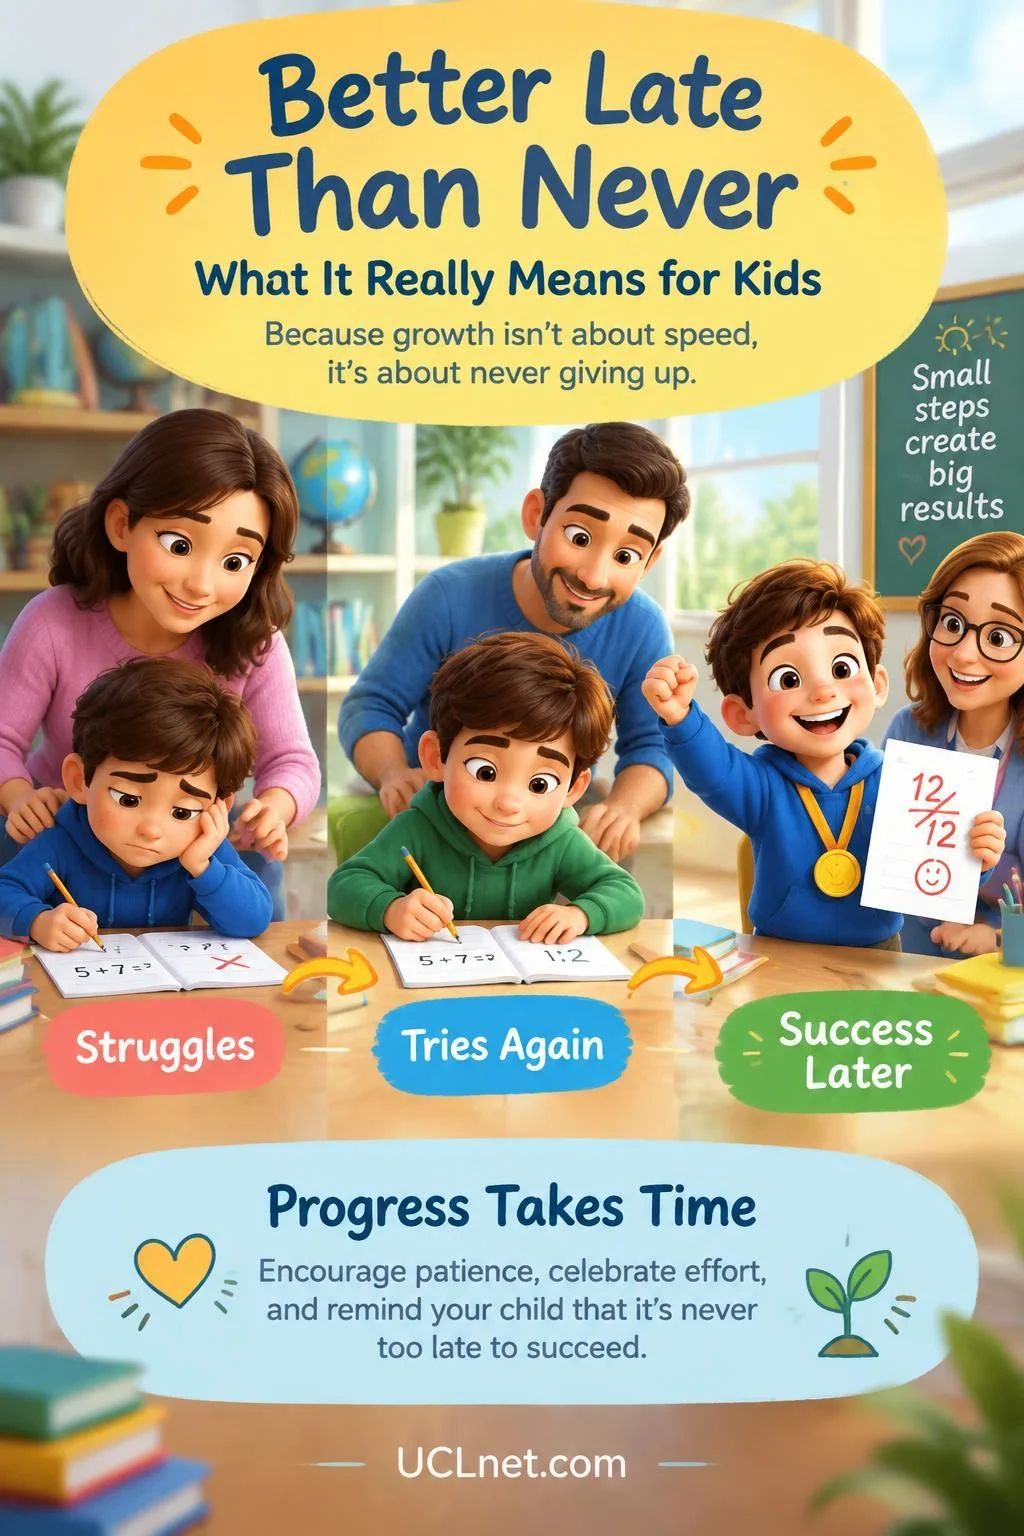 Better Late
Than Never
What It Really Means for Kids
Because growth isn't about speed,
it's about never giving up.
Small
steps
create
big
results
12/
12
5+7=?
5+7=?
1:2
Struggles
Tries Again
Success
Later
Progress Takes Time
Encourage patience, celebrate effort,
and remind your child that it's never
too late to succeed.
UCLnet.com